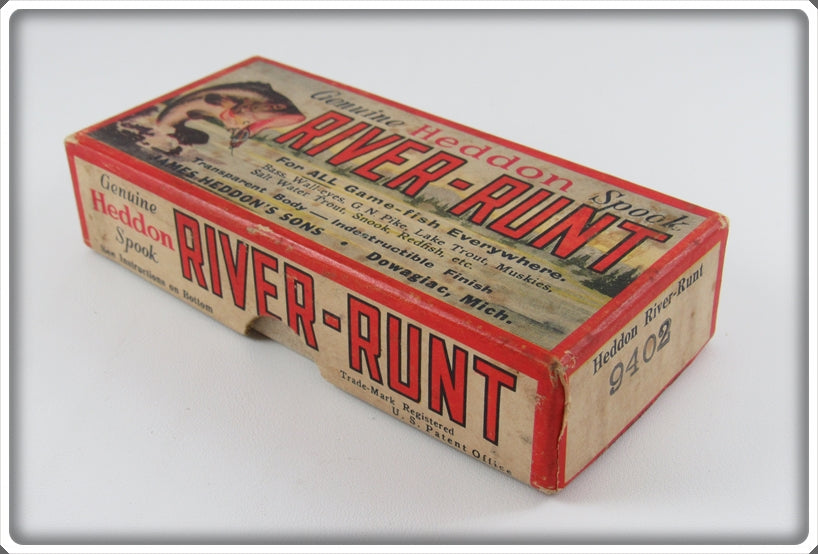 Genuine Heddon Spook
RIVER-RUNT
For ALL Game-fish Everywhere.
Bass, Wall-eyes, G N Pike, Lake Trout, Muskies,
Salt Water Trout, Snook, Redfish, etc.
Transparent Body — Indestructible Finish
JAMES HEDDON'S SONS • Dowagiac, Mich.
Genuine
Heddon
Spook
RIVER-RUNT
See Instructions on Bottom
Trade-Mark Registered
U. S. Patent Office
Heddon River-Runt
9402